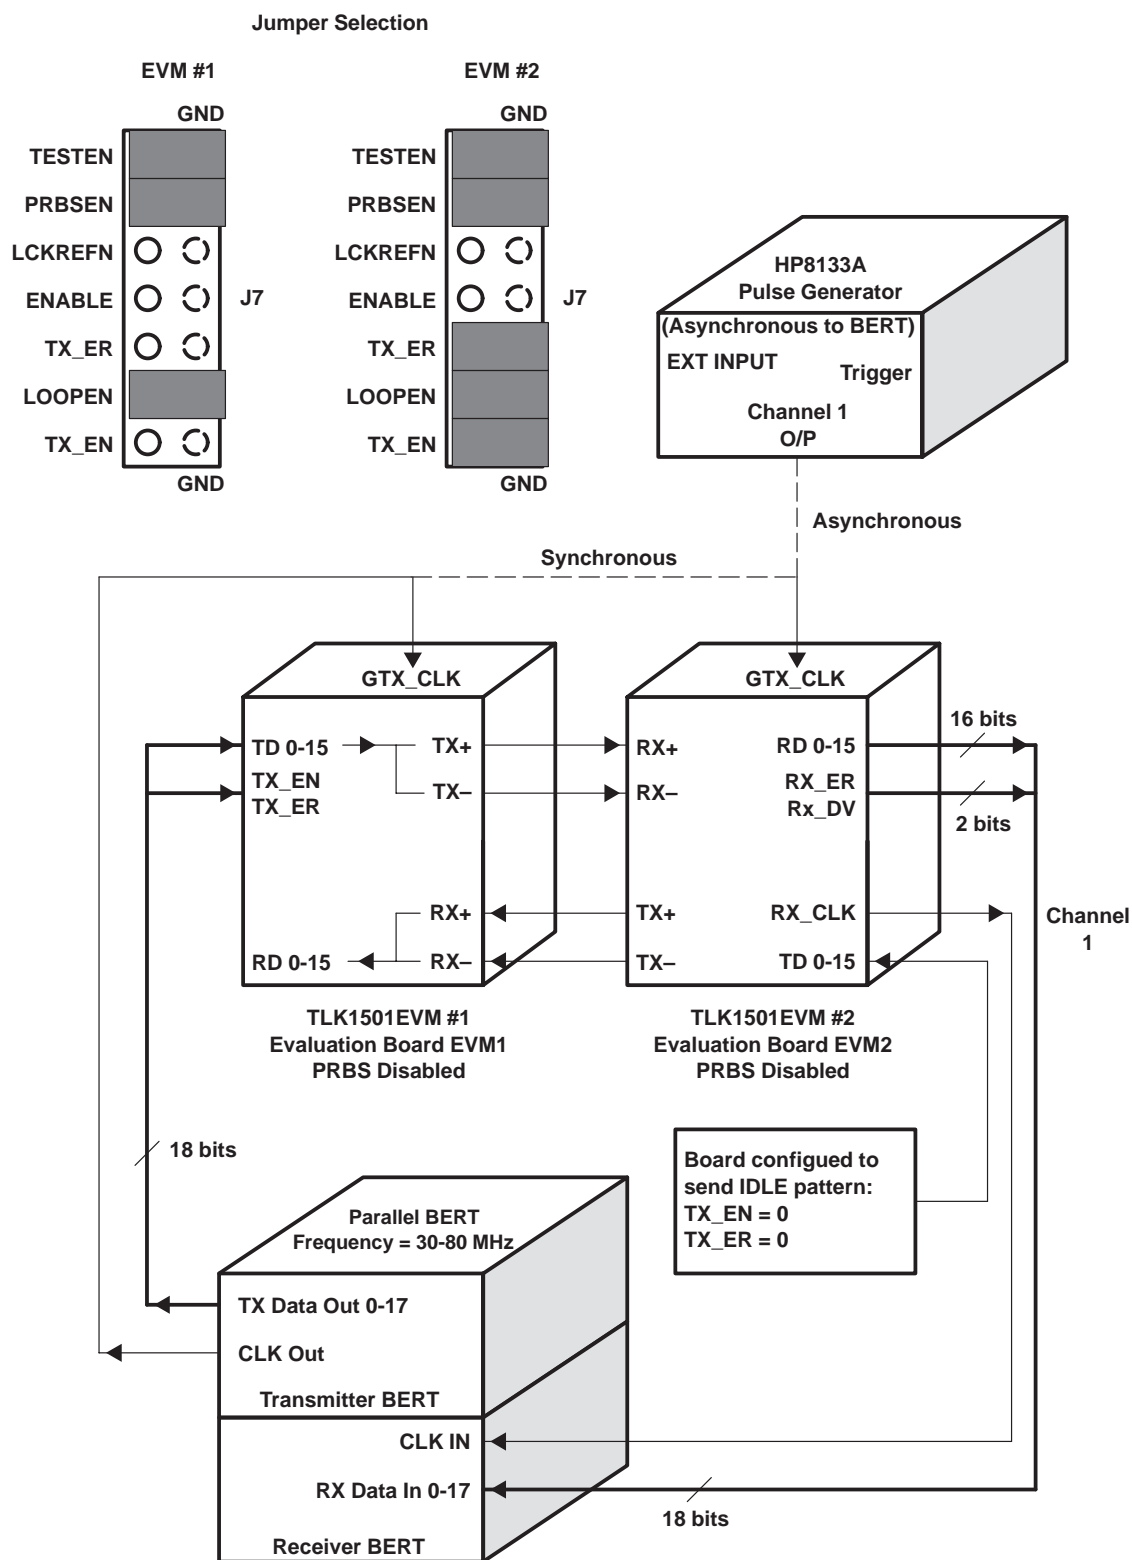 Jumper Selection
EVM #1
EVM #2
GND
TESTEN
PRBSEN
LCKREFN
ENABLE
TX_ER
LOOPEN
TX_EN
GND
J7
GND
TESTEN
PRBSEN
LCKREFN
ENABLE
TX_ER
LOOPEN
TX_EN
GND
J7
HP8133A
Pulse Generator
(Asynchronous to BERT)
EXT INPUT
Trigger
Channel 1
O/P
Asynchronous
Synchronous
GTX_CLK
TD 0-15
TX+
TX_EN
TX_ER
TX–
RX+
RD 0-15
RX–
TLK1501EVM #1
Evaluation Board EVM1
PRBS Disabled
GTX_CLK
RX+
RD 0-15
RX–
RX_ER
Rx_DV
TX+
RX_CLK
TX–
TD 0-15
TLK1501EVM #2
Evaluation Board EVM2
PRBS Disabled
16 bits
2 bits
Channel
1
18 bits
Board configued to
send IDLE pattern:
TX_EN = 0
TX_ER = 0
Parallel BERT
Frequency = 30-80 MHz
TX Data Out 0-17
CLK Out
Transmitter BERT
CLK IN
RX Data In 0-17
Receiver BERT
18 bits